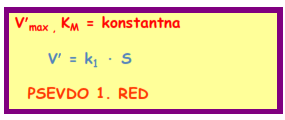 V'max , KM = konstantna
V' = k1 · S
PSEVDO 1. RED